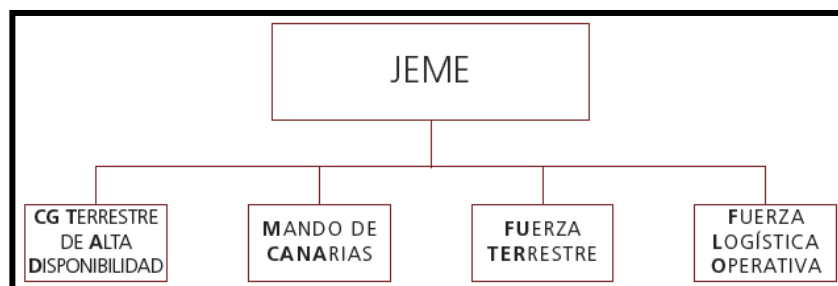 JEME
CG TERRESTRE
DE ALTA
DISPONIBILIDAD
MANDO DE
CANARIAS
FUERZA
TERRESTRE
FUERZA
LOGÍSTICA
OPERATIVA